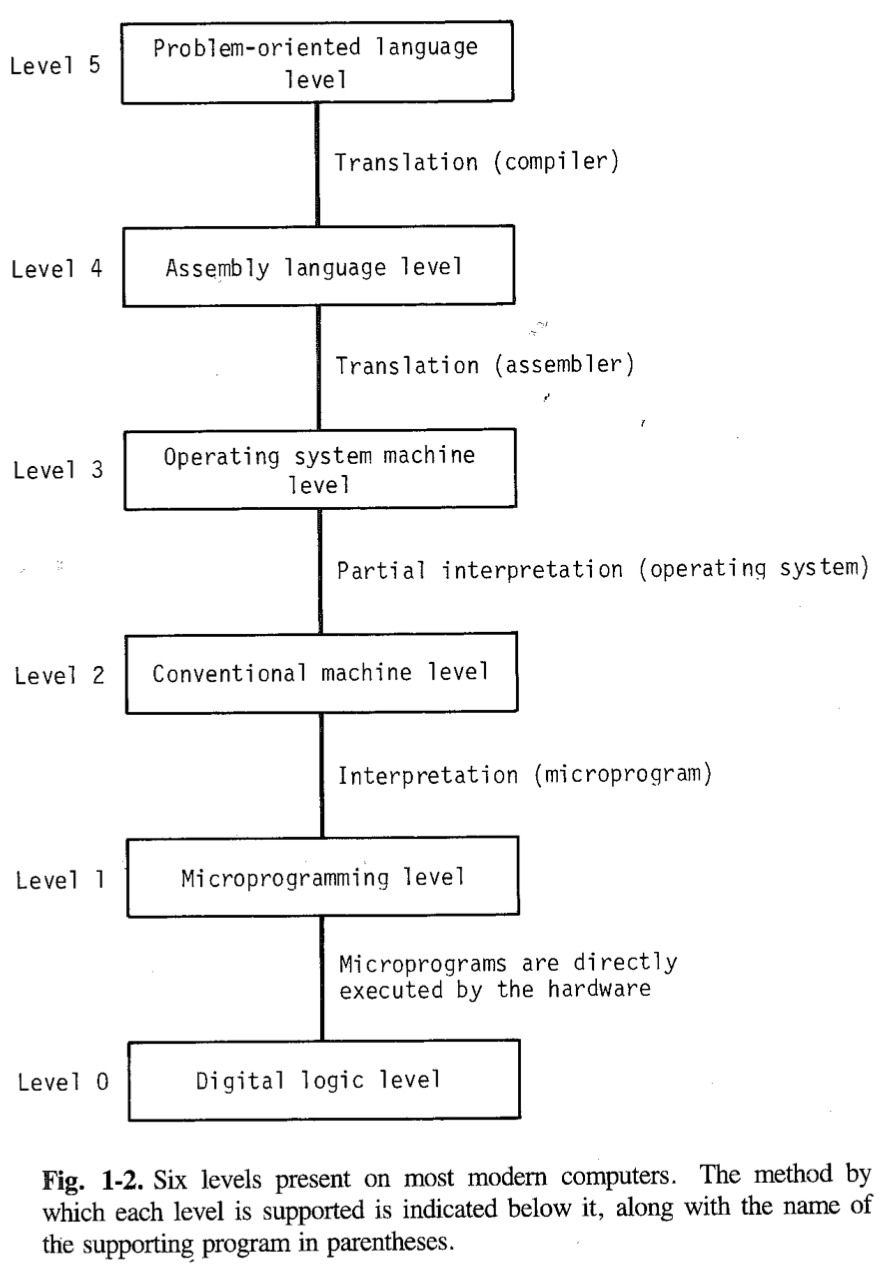 Level 5
Problem-oriented language
level
Translation (compiler)
Level 4
Assembly language level
Translation (assembler)
Level 3
Operating system machine
level
Partial interpretation (operating system)
Level 2
Conventional machine level
Interpretation (microprogram)
Level 1
Microprogramming level
Microprograms are directly
executed by the hardware
Level 0
Digital logic level
Fig. 1-2. Six levels present on most modern computers. The method by
which each level is supported is indicated below it, along with the name of
the supporting program in parentheses.